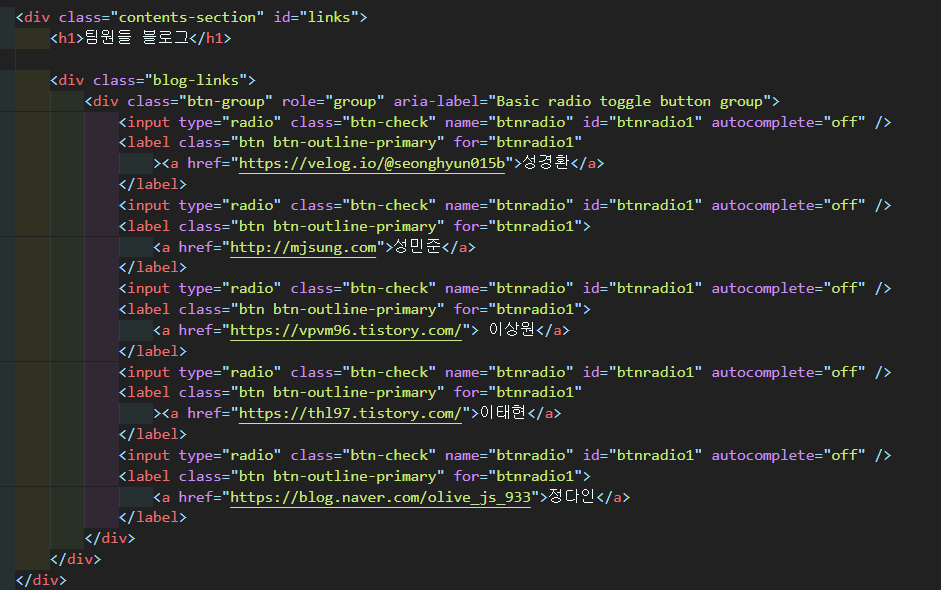 <div class="contents-section" id="links">
<h1>팀원들 블로그</h1>
<div class="blog-links">
<div class="btn-group" role="group" aria-label="Basic radio toggle button group">
<input type="radio" class="btn-check" name="btnradio" id="btnradio1" autocomplete="off" />
<label class="btn btn-outline-primary" for="btnradio1"
><a href="https://velog.io/@seonghyun015b">성경환</a>
</label>
<input type="radio" class="btn-check" name="btnradio" id="btnradio1" autocomplete="off" />
<label class="btn btn-outline-primary" for="btnradio1">
<a href="http://mjsung.com">성민준</a>
</label>
<input type="radio" class="btn-check" name="btnradio" id="btnradio1" autocomplete="off" />
<label class="btn btn-outline-primary" for="btnradio1">
<a href="https://vpvm96.tistory.com/"> 이상원</a>
</label>
<input type="radio" class="btn-check" name="btnradio" id="btnradio1" autocomplete="off" />
<label class="btn btn-outline-primary" for="btnradio1"
><a href="https://thl97.tistory.com/">이태현</a>
</label>
<input type="radio" class="btn-check" name="btnradio" id="btnradio1" autocomplete="off" />
<label class="btn btn-outline-primary" for="btnradio1">
<a href="https://blog.naver.com/olive_js_933">정다인</a>
</label>
</div>
</div>
</div>